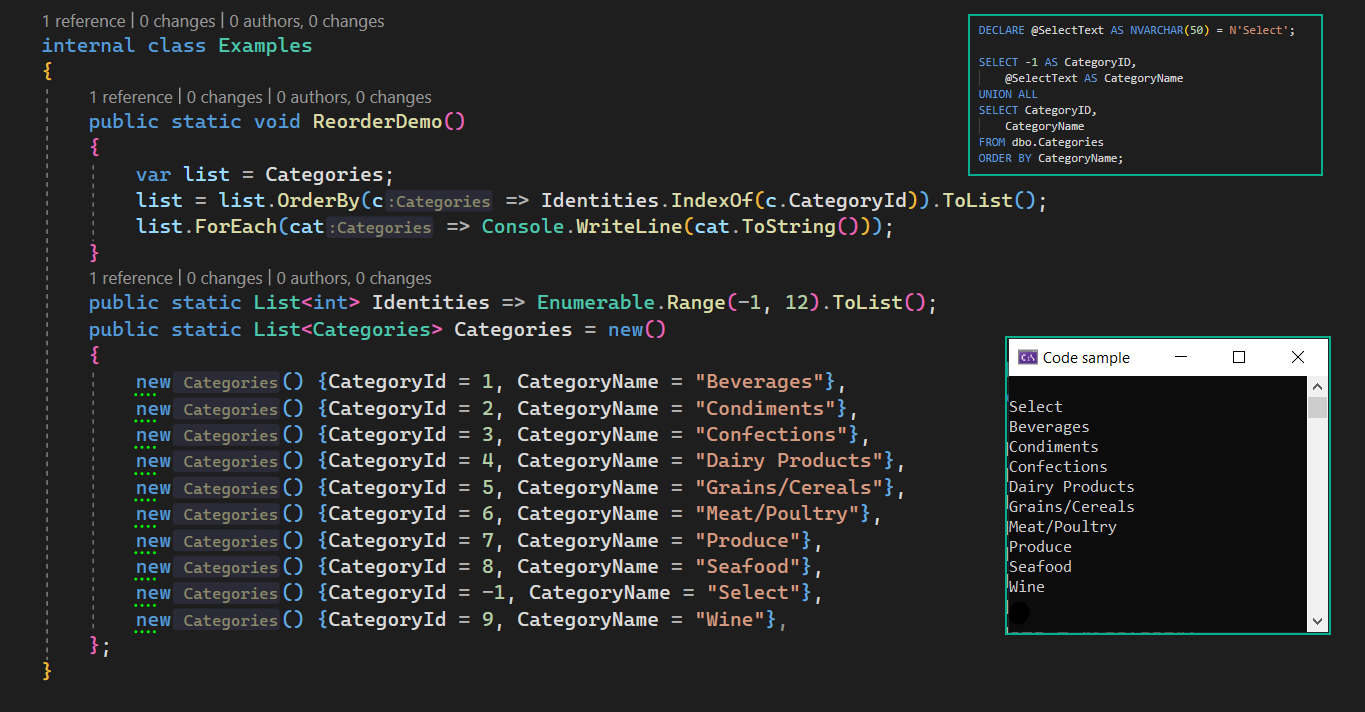 1 reference | 0 changes | 0 authors, 0 changes
internal class Examples
{
1 reference | 0 changes | 0 authors, 0 changes
public static void ReorderDemo()
{
var list = Categories;
list = list.OrderBy(c :Categories => Identities.IndexOf(c.CategoryId)).ToList();
list.ForEach(cat :Categories => Console.WriteLine(cat.ToString()));
}
1 reference | 0 changes | 0 authors, 0 changes
public static List<int> Identities => Enumerable.Range(-1, 12).ToList();
public static List<Categories> Categories = new()
{
new Categories () {CategoryId = 1, CategoryName = "Beverages"},
new Categories () {CategoryId = 2, CategoryName = "Condiments"},
new Categories () {CategoryId = 3, CategoryName = "Confections"},
new Categories () {CategoryId = 4, CategoryName = "Dairy Products"},
new Categories () {CategoryId = 5, CategoryName = "Grains/Cereals"},
new Categories () {CategoryId = 6, CategoryName = "Meat/Poultry"},
new Categories () {CategoryId = 7, CategoryName = "Produce"},
new Categories () {CategoryId = 8, CategoryName = "Seafood"},
new Categories () {CategoryId = -1, CategoryName = "Select"},
new Categories () {CategoryId = 9, CategoryName = "Wine"},
};
}
DECLARE @SelectText AS NVARCHAR(50) = N'Select';
SELECT -1 AS CategoryID,
@SelectText AS CategoryName
UNION ALL
SELECT CategoryID,
CategoryName
FROM dbo.Categories
ORDER BY CategoryName;
C:\ Code sample
Select
Beverages
Condiments
Confections
Dairy Products
Grains/Cereals
Meat/Poultry
Produce
Seafood
Wine